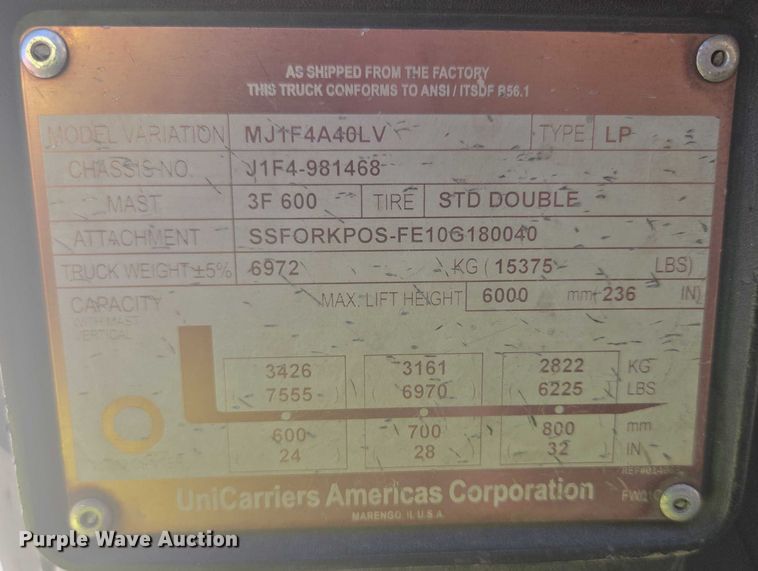 AS SHIPPED FROM THE FACTORY
THIS TRUCK CONFORMS TO ANSI / ITSDF B56.1
MODEL VARIATION MJ1F4A40LV TYPE LP
CHASSIS NO. J1F4-981468
MAST 3F 600 TIRE STD DOUBLE
ATTACHMENT SSFORKPOS-FE10G180040
TRUCK WEIGHT ±5% 6972 KG ( 15375 LBS)
CAPACITY MAX. LIFT HEIGHT 6000 mm 236 IN)
WITH MAST
VERTICAL
3426 3161 2822 KG
( 7555 ) ( 6970 ) ( 6225 ) LBS
600 700 800 mm
( 24 ) ( 28 ) ( 32 ) IN
UniCarriers Americas Corporation
MARENGO, IL U.S.A.
Purple Wave Auction